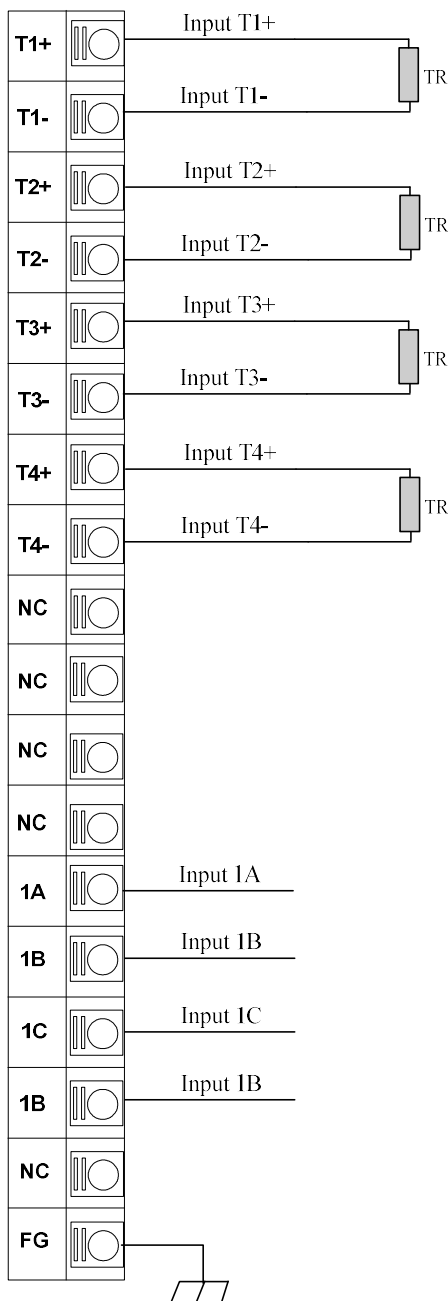 T1+ Input T1+
TR
T1- Input T1-
T2+ Input T2+
TR
T2- Input T2-
T3+ Input T3+
TR
T3- Input T3-
T4+ Input T4+
TR
T4- Input T4-
NC
NC
NC
NC
1A Input 1A
1B Input 1B
1C Input 1C
1B Input 1B
NC
FG